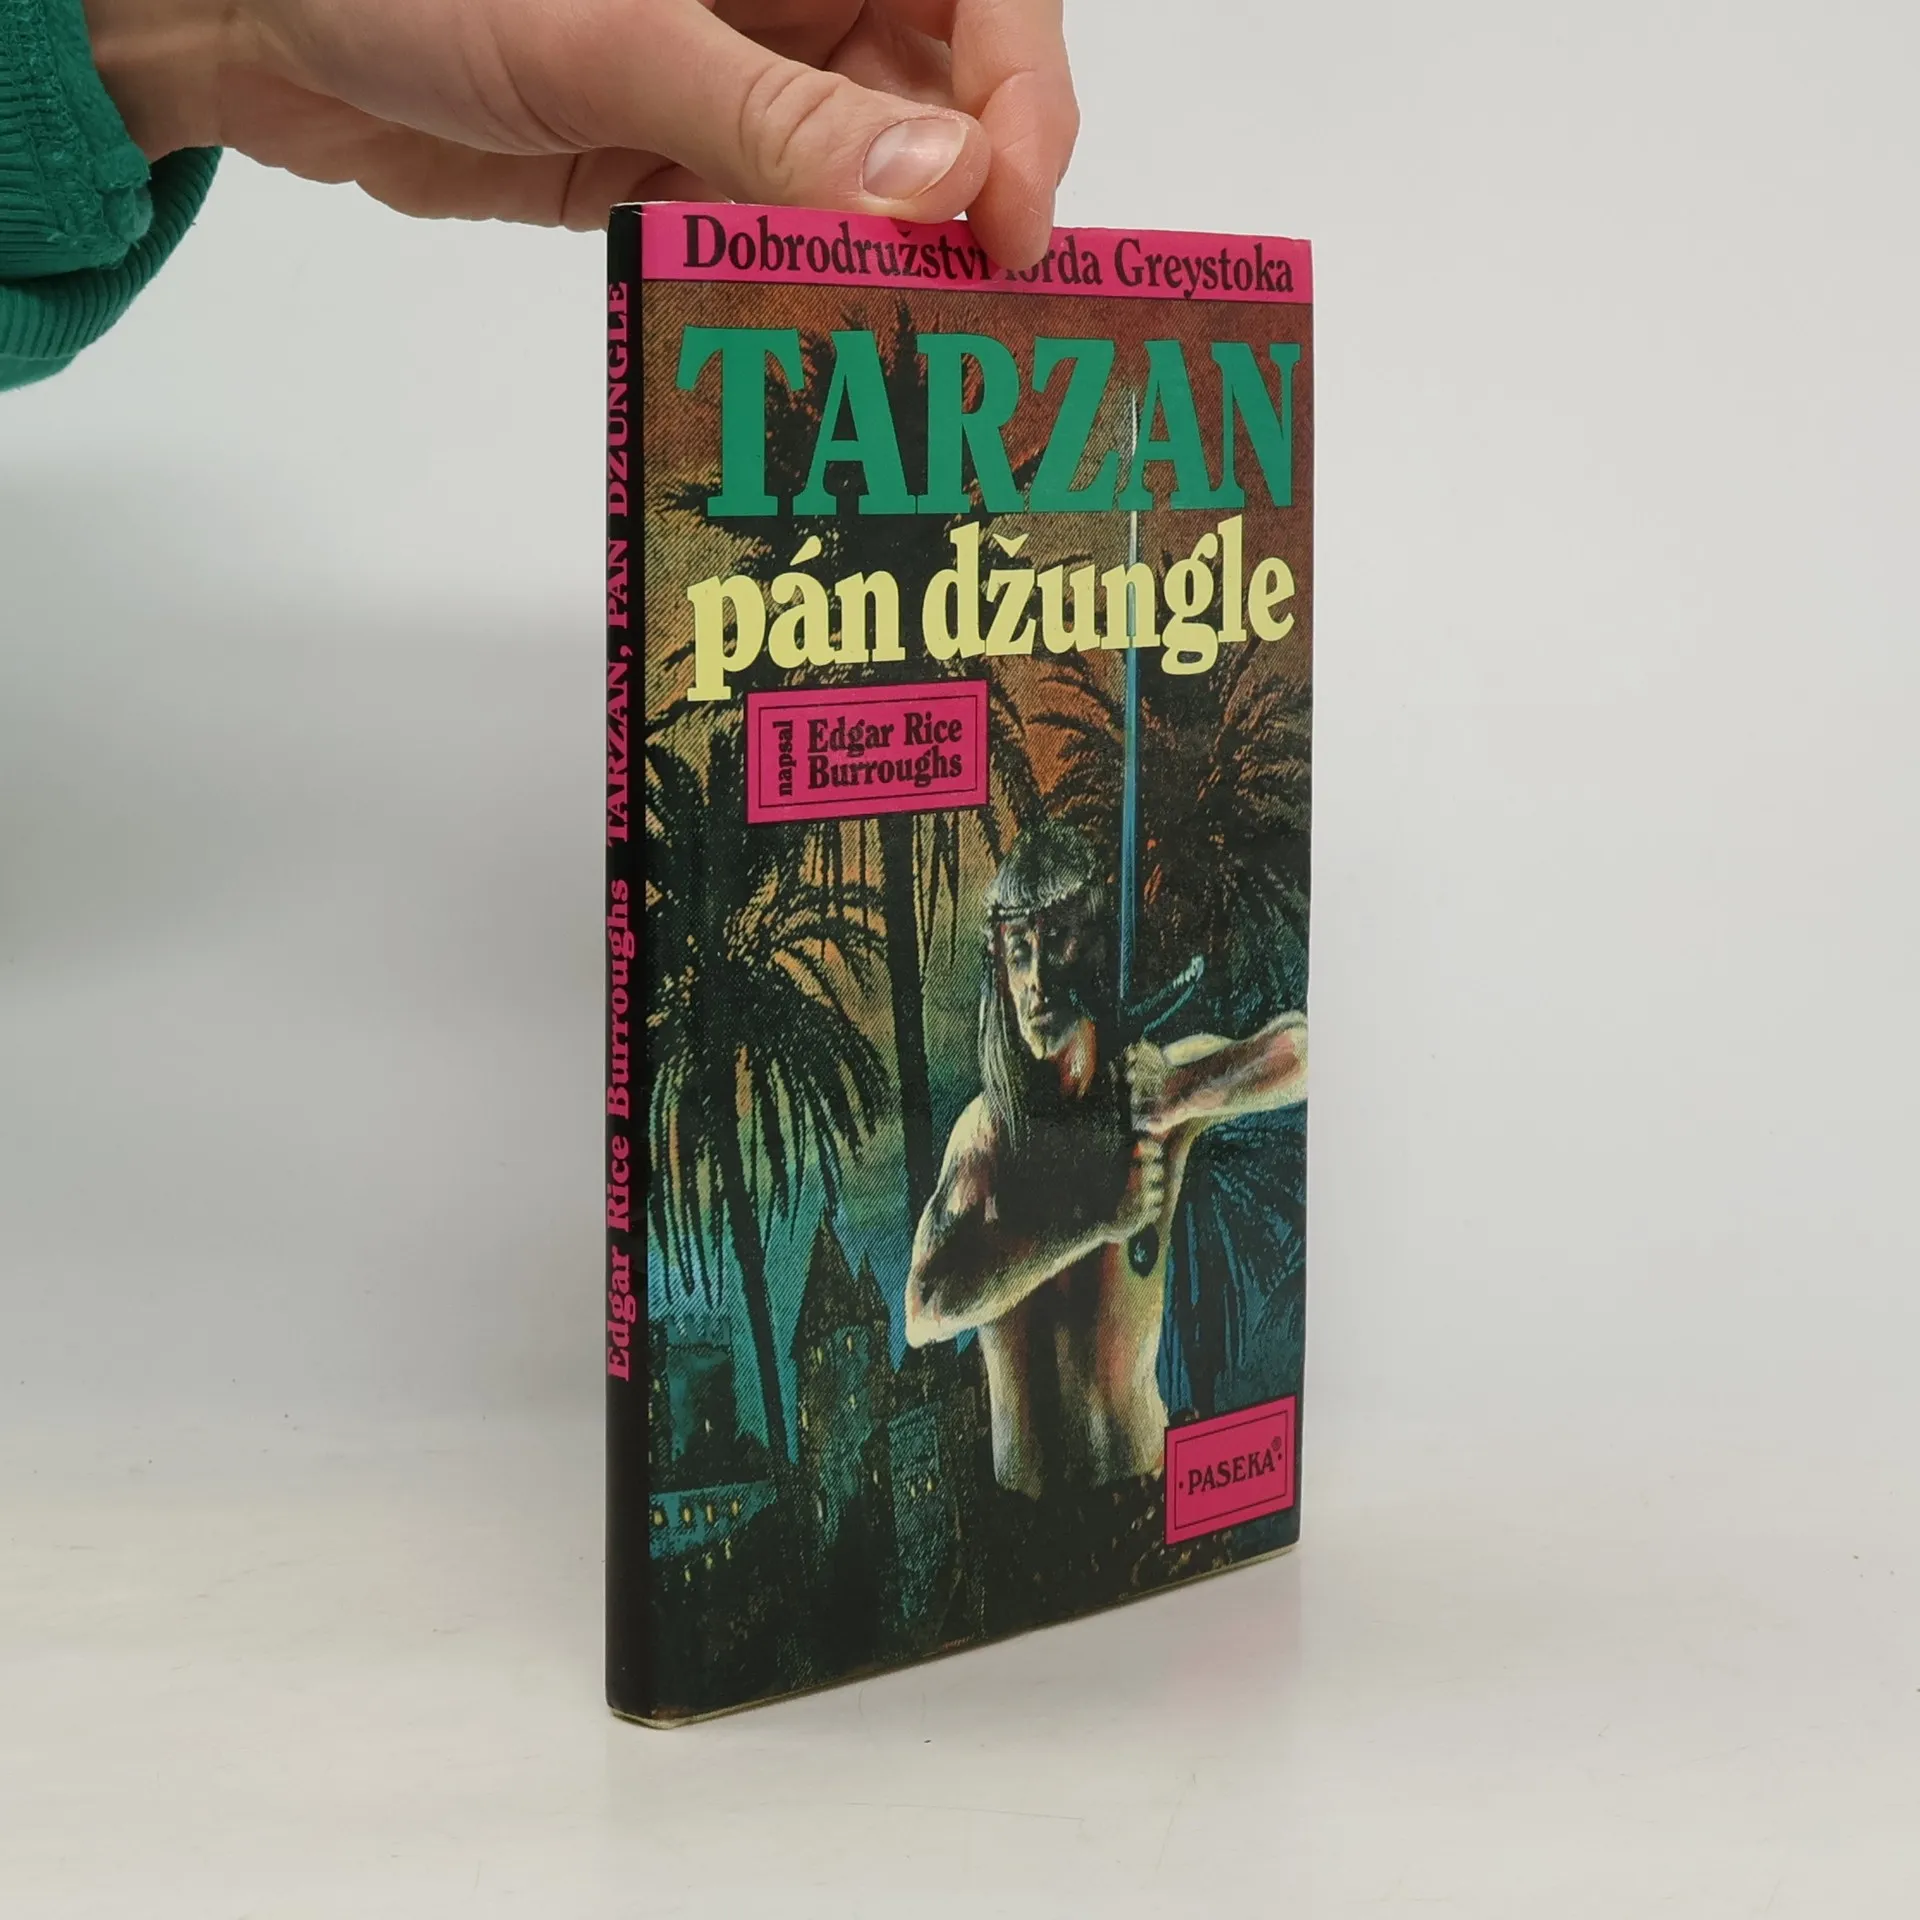 Dobrodružství lorda Greystoka
TARZAN
pán džungle
napsal
Edgar Rice
Burroughs
PASEKA®
Edgar Rice Burroughs TARZAN, PÁN DŽUNGLE